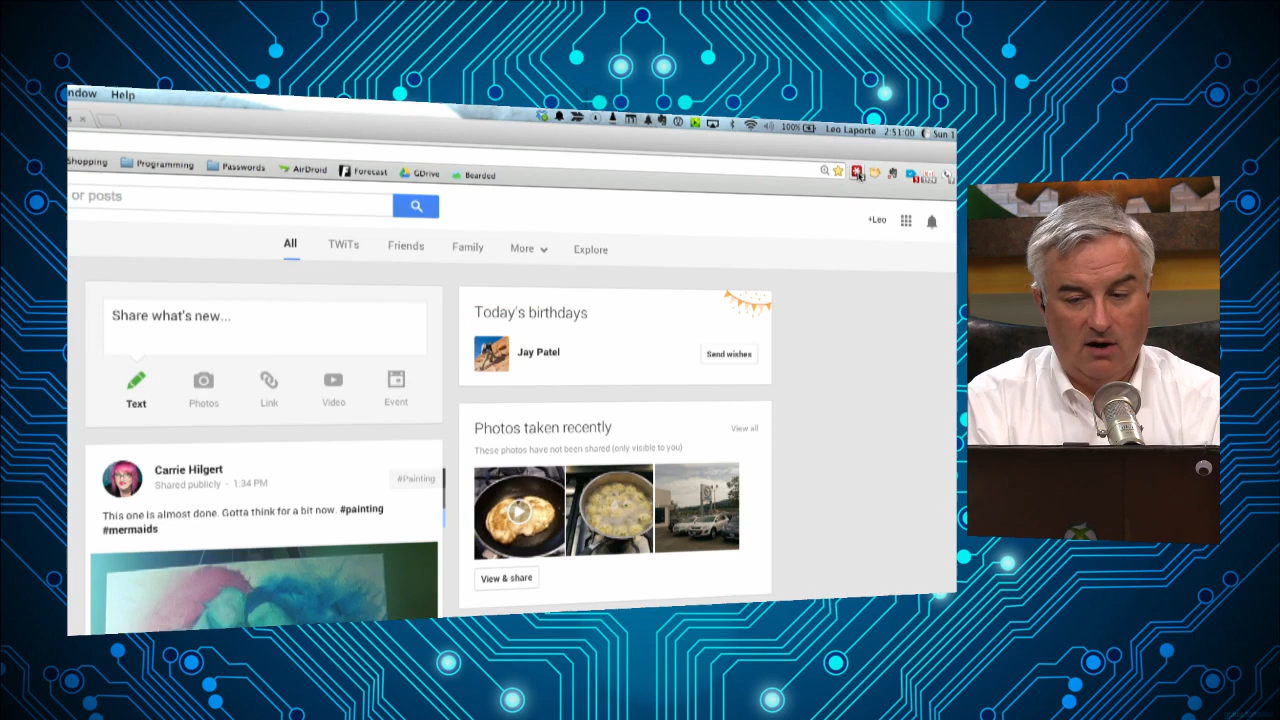 ndow Help
100% Leo Laporte 2:51:00 Sun 1
Shopping Programming Passwords AirDroid Forecast GDrive Bearded
or posts
+Leo
All TWiTs Friends Family More Explore
Share what's new...
Text Photos Link Video Event
Today's birthdays
Jay Patel
Send wishes
Photos taken recently
View all
These photos have not been shared (only visible to you)
View & share
Carrie Hilgert
Shared publicly - 1:34 PM
#Painting
This one is almost done. Gotta think for a bit now. #painting
#mermaids